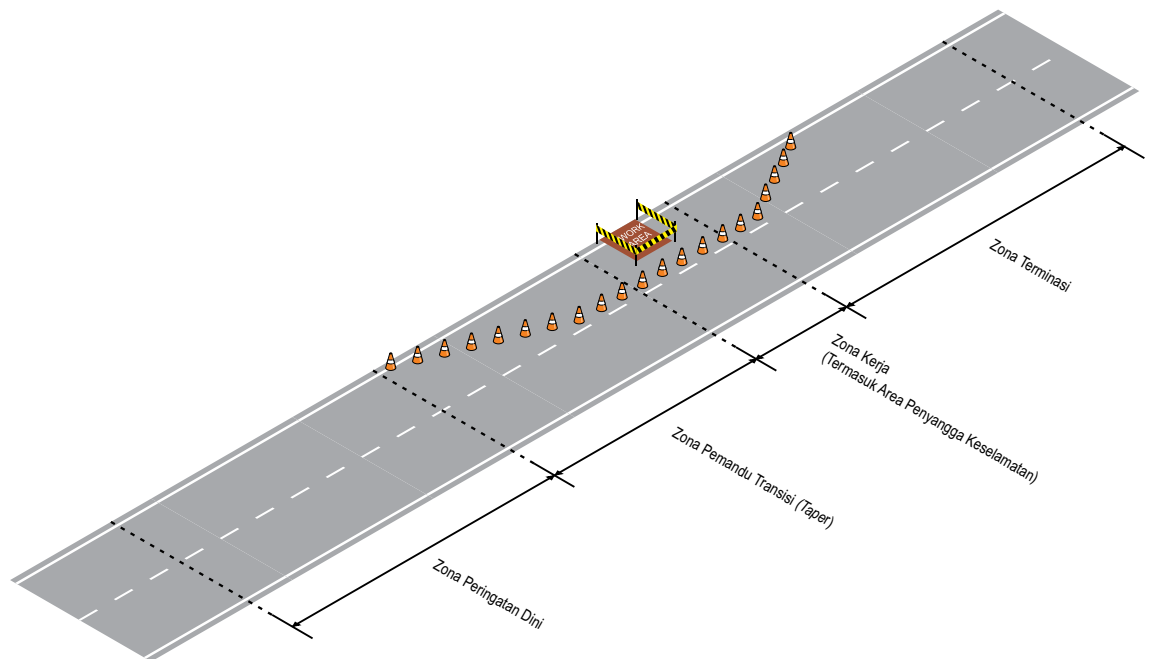 WORK
AREA
Zona Terminasi
Zona Kerja
(Termasuk Area Penyangga Keselamatan)
Zona Pemandu Transisi (Taper)
Zona Peringatan Dini